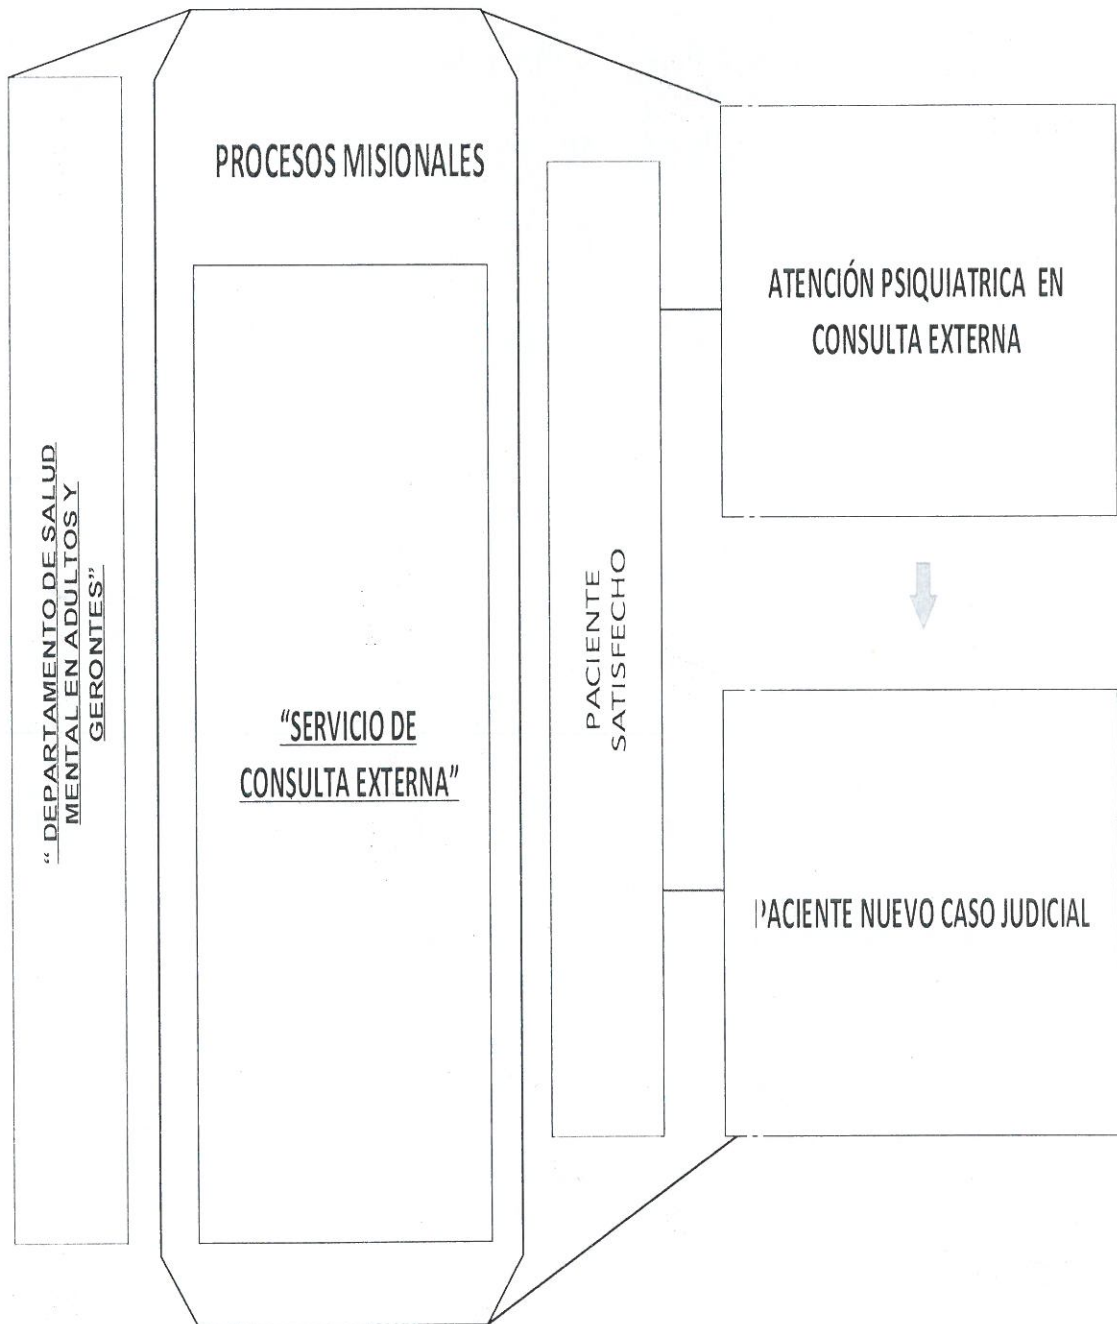 PROCESOS MISIONALES
“ DEPARTAMENTO DE SALUD
MENTAL EN ADULTOS Y
GERONTES”
“SERVICIO DE
CONSULTA EXTERNA”
PACIENTE
SATISFECHO
ATENCIÓN PSIQUIATRICA EN
CONSULTA EXTERNA
PACIENTE NUEVO CASO JUDICIAL